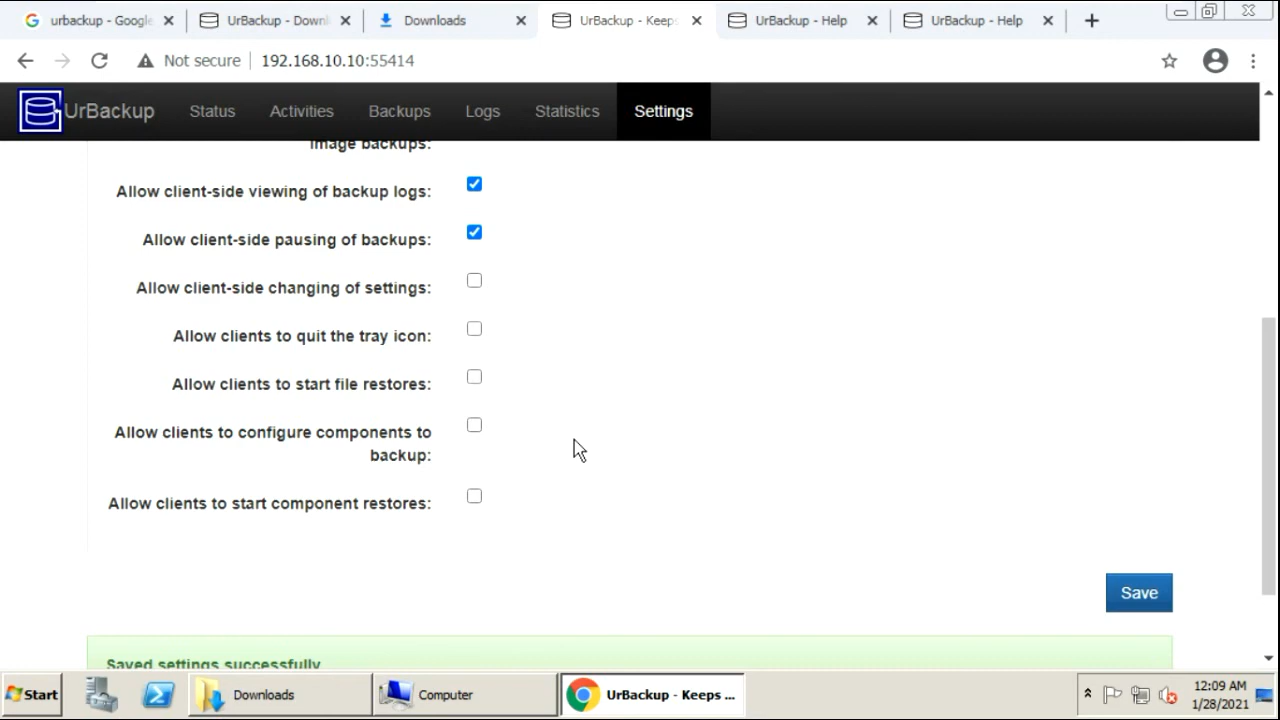 urbackup - Google
UrBackup - Downl
Downloads
UrBackup - Keeps
UrBackup - Help
UrBackup - Help
Not secure
192.168.10.10:55414
UrBackup
Status
Activities
Backups
Logs
Statistics
Settings
image backups:
Allow client-side viewing of backup logs:
Allow client-side pausing of backups:
Allow client-side changing of settings:
Allow clients to quit the tray icon:
Allow clients to start file restores:
Allow clients to configure components to
backup:
Allow clients to start component restores:
Save
Saved settings successfully
Start
Downloads
Computer
UrBackup - Keeps ...
12:09 AM
1/28/2021